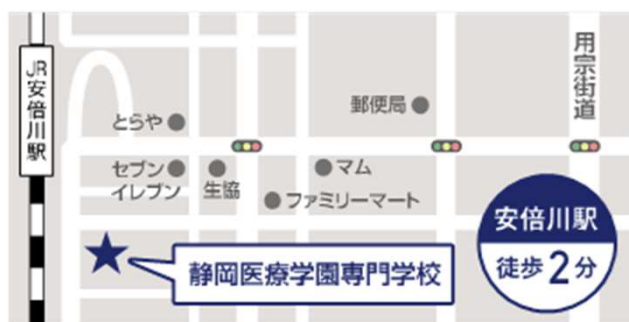 JR安倍川駅
用宗街道
郵便局
とらや
セブン
イレブン
生協
マム
ファミリーマート
静岡医療学園専門学校
安倍川駅
徒歩2分